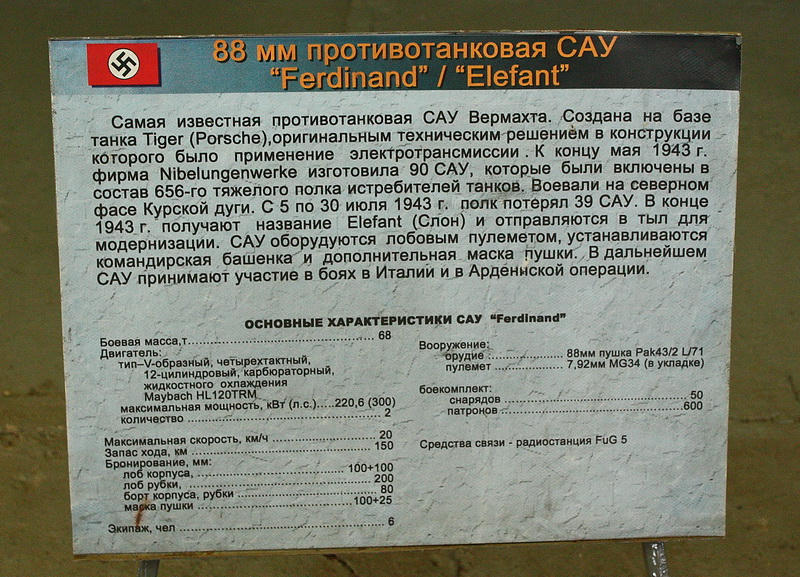 88 мм противотанковая САУ
“Ferdinand” / “Elefant”
Самая известная противотанковая САУ Вермахта. Создана на базе
танка Tiger (Porsche),оригинальным техническим решением в конструкции
которого было применение электротрансмиссии . К концу мая 1943 г.
фирма Nibelungenwerke изготовила 90 САУ, которые были включены в
состав 656-го тяжелого полка истребителей танков. Воевали на северном
фасе Курской дуги. С 5 по 30 июля 1943 г. полк потерял 39 САУ. В конце
1943 г. получают название Elefant (Слон) и отправляются в тыл для
модернизации. САУ оборудуются лобовым пулеметом, устанавливаются
командирская башенка и дополнительная маска пушки. В дальнейшем
САУ принимают участие в боях в Италии и в Арденнской операции.
ОСНОВНЫЕ ХАРАКТЕРИСТИКИ САУ “Ferdinand”
Боевая масса,т.......................................... 68
Двигатель:
тип–V-образный, четырехтактный,
12-цилиндровый, карбюраторный,
жидкостного охлаждения
Maybach HL120TRM
максимальная мощность, кВт (л.с.).....220,6 (300)
количество ............................................. 2
Максимальная скорость, км/ч ........................ 20
Запас хода, км ........................................... 150
Бронирование, мм:
лоб корпуса, ...................................100+100
лоб рубки, ......................................... 200
борт корпуса, рубки ............................... 80
маска пушки ....................................100+25
Экипаж, чел ................................................ 6
Вооружение:
орудие ....................88мм пушка Pak43/2 L/71
пулемет ..................7,92мм MG34 (в укладке)
боекомплект:
снарядов ............................................. 50
патронов .............................................600
Средства связи - радиостанция FuG 5